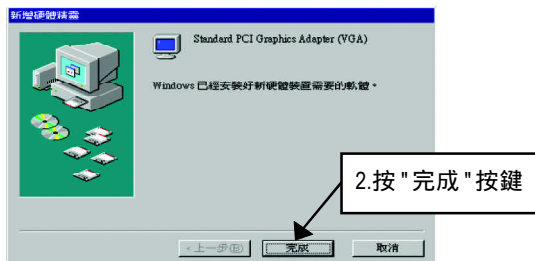 新增硬體精靈
Standard PCI Graphics Adapter (VGA)
Windows 已經安裝好新硬體裝置需要的軟體。
2.按"完成"按鍵
<上一步(B)
完成
取消